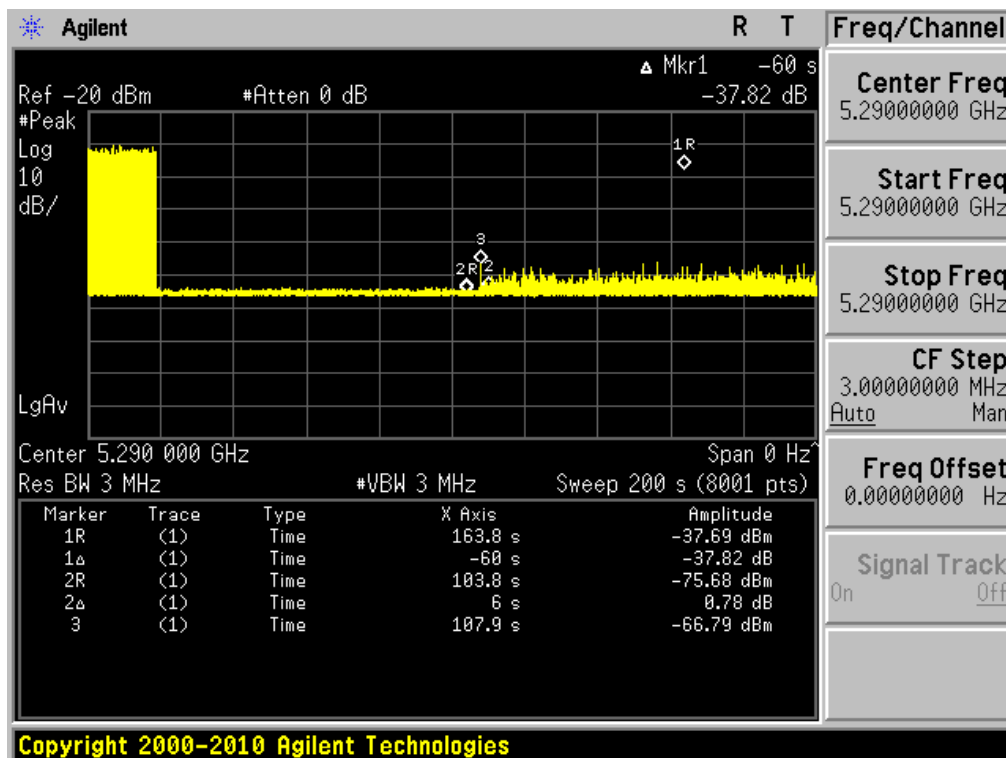 Agilent R T
Freq/Channel
Δ Mkr1 -60 s
Ref -20 dBm #Atten 0 dB -37.82 dB
#Peak
Log
10
dB/
1R
3
2R
2
LgAv
Center 5.290 000 GHz Span 0 Hz^
Res BW 3 MHz #VBW 3 MHz Sweep 200 s (8001 pts)
Marker Trace Type X Axis Amplitude
1R (1) Time 163.8 s -37.69 dBm
1Δ (1) Time -60 s -37.82 dB
2R (1) Time 103.8 s -75.68 dBm
2Δ (1) Time 6 s 0.78 dB
3 (1) Time 107.9 s -66.79 dBm
Center Freq
5.29000000 GHz
Start Freq
5.29000000 GHz
Stop Freq
5.29000000 GHz
CF Step
3.00000000 MHz
Auto Man
Freq Offset
0.00000000 Hz
Signal Track
On Off
Copyright 2000-2010 Agilent Technologies